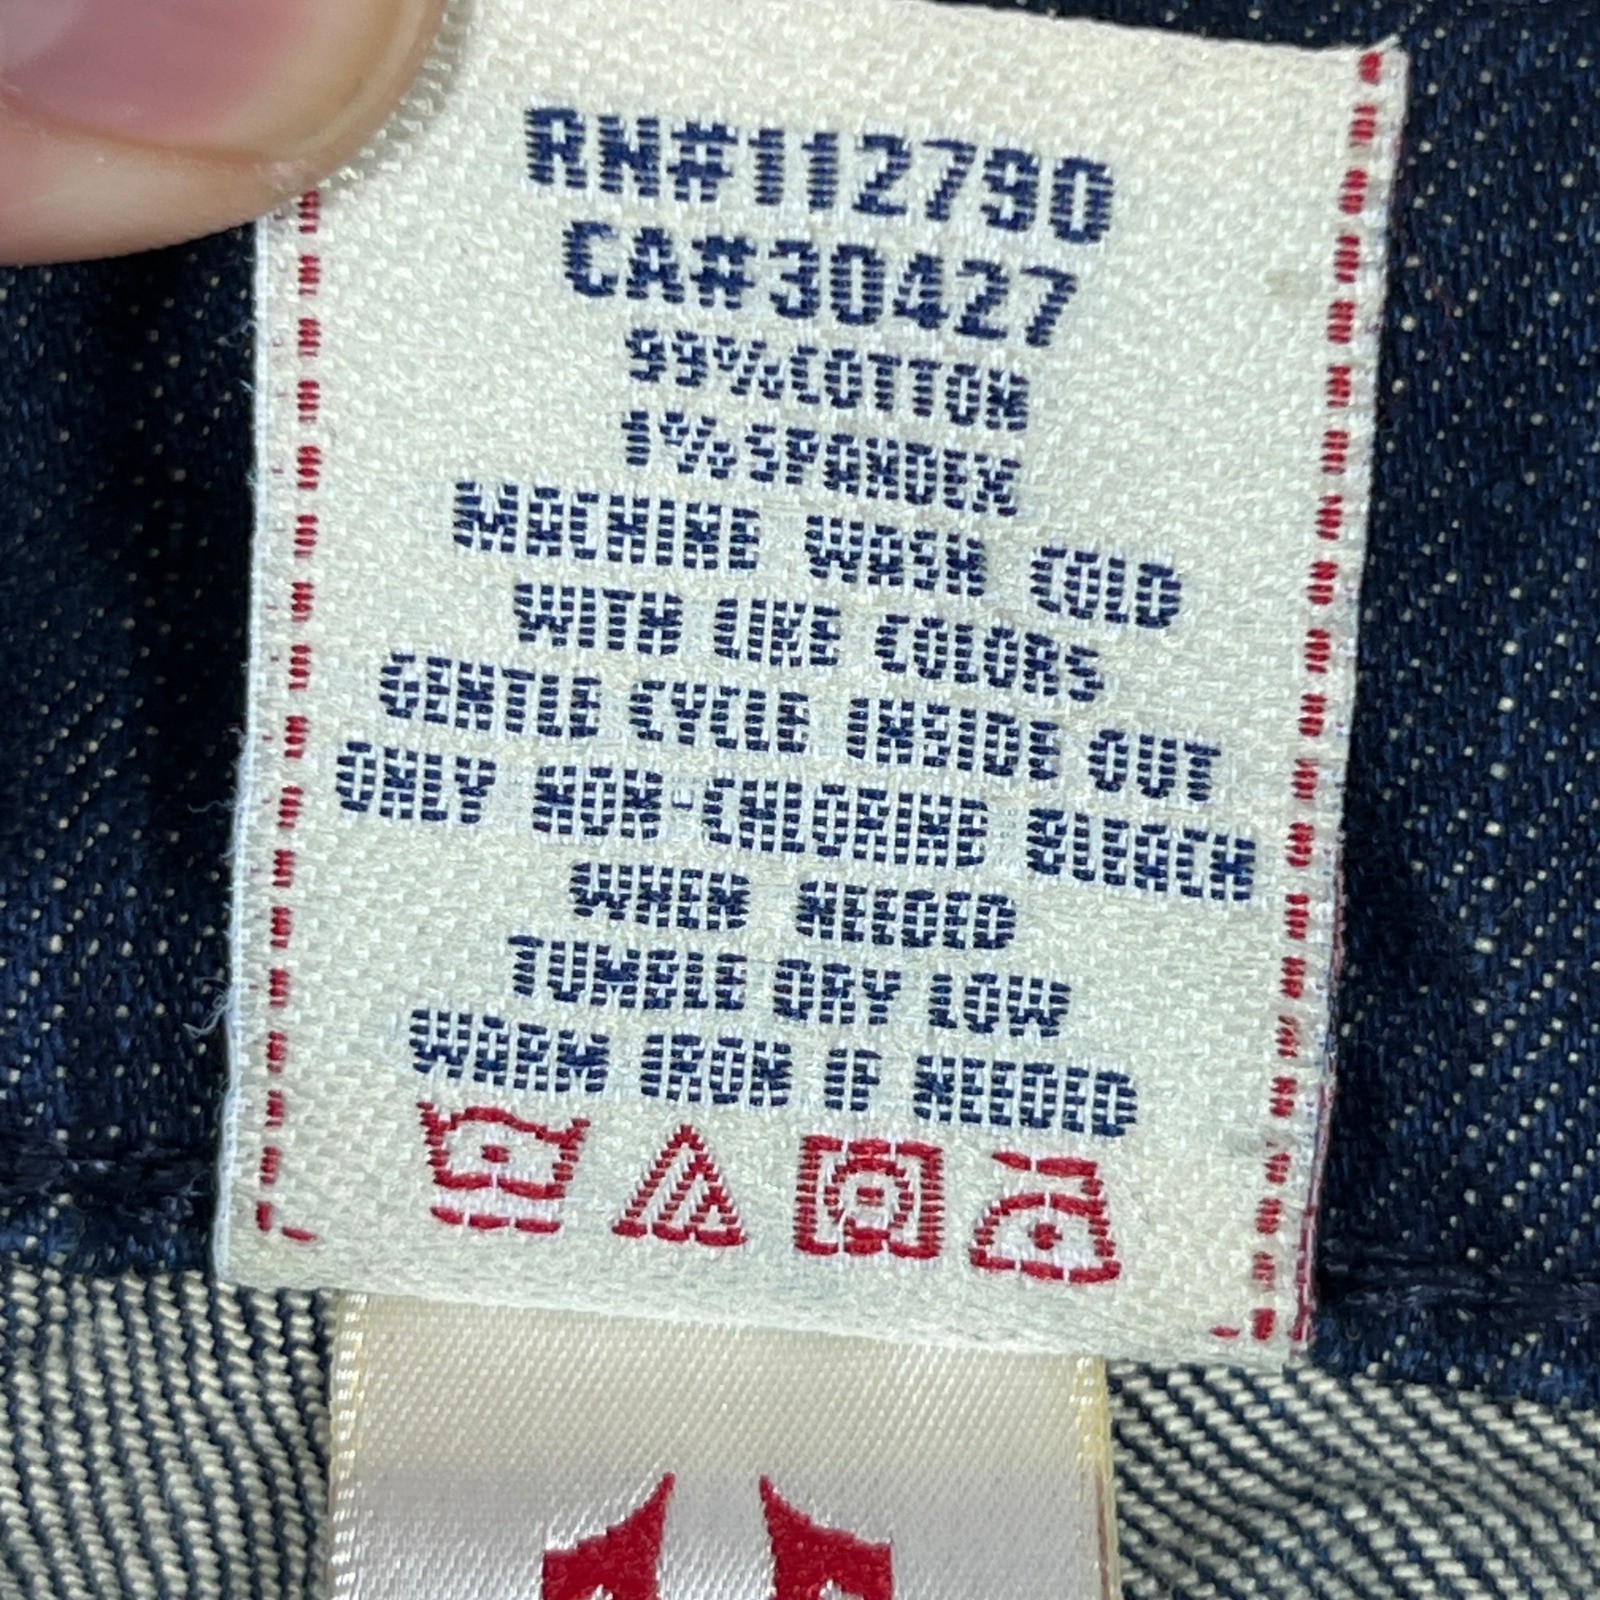 RN#112790
CA#30427
99%COTTON
1%SPANDEX
MACHINE WASH COLD
WITH LIKE COLORS
GENTLE CYCLE INSIDE OUT
ONLY NON-CHLORINE BLEACH
WHEN NEEDED
TUMBLE DRY LOW
WARM IRON IF NEEDED